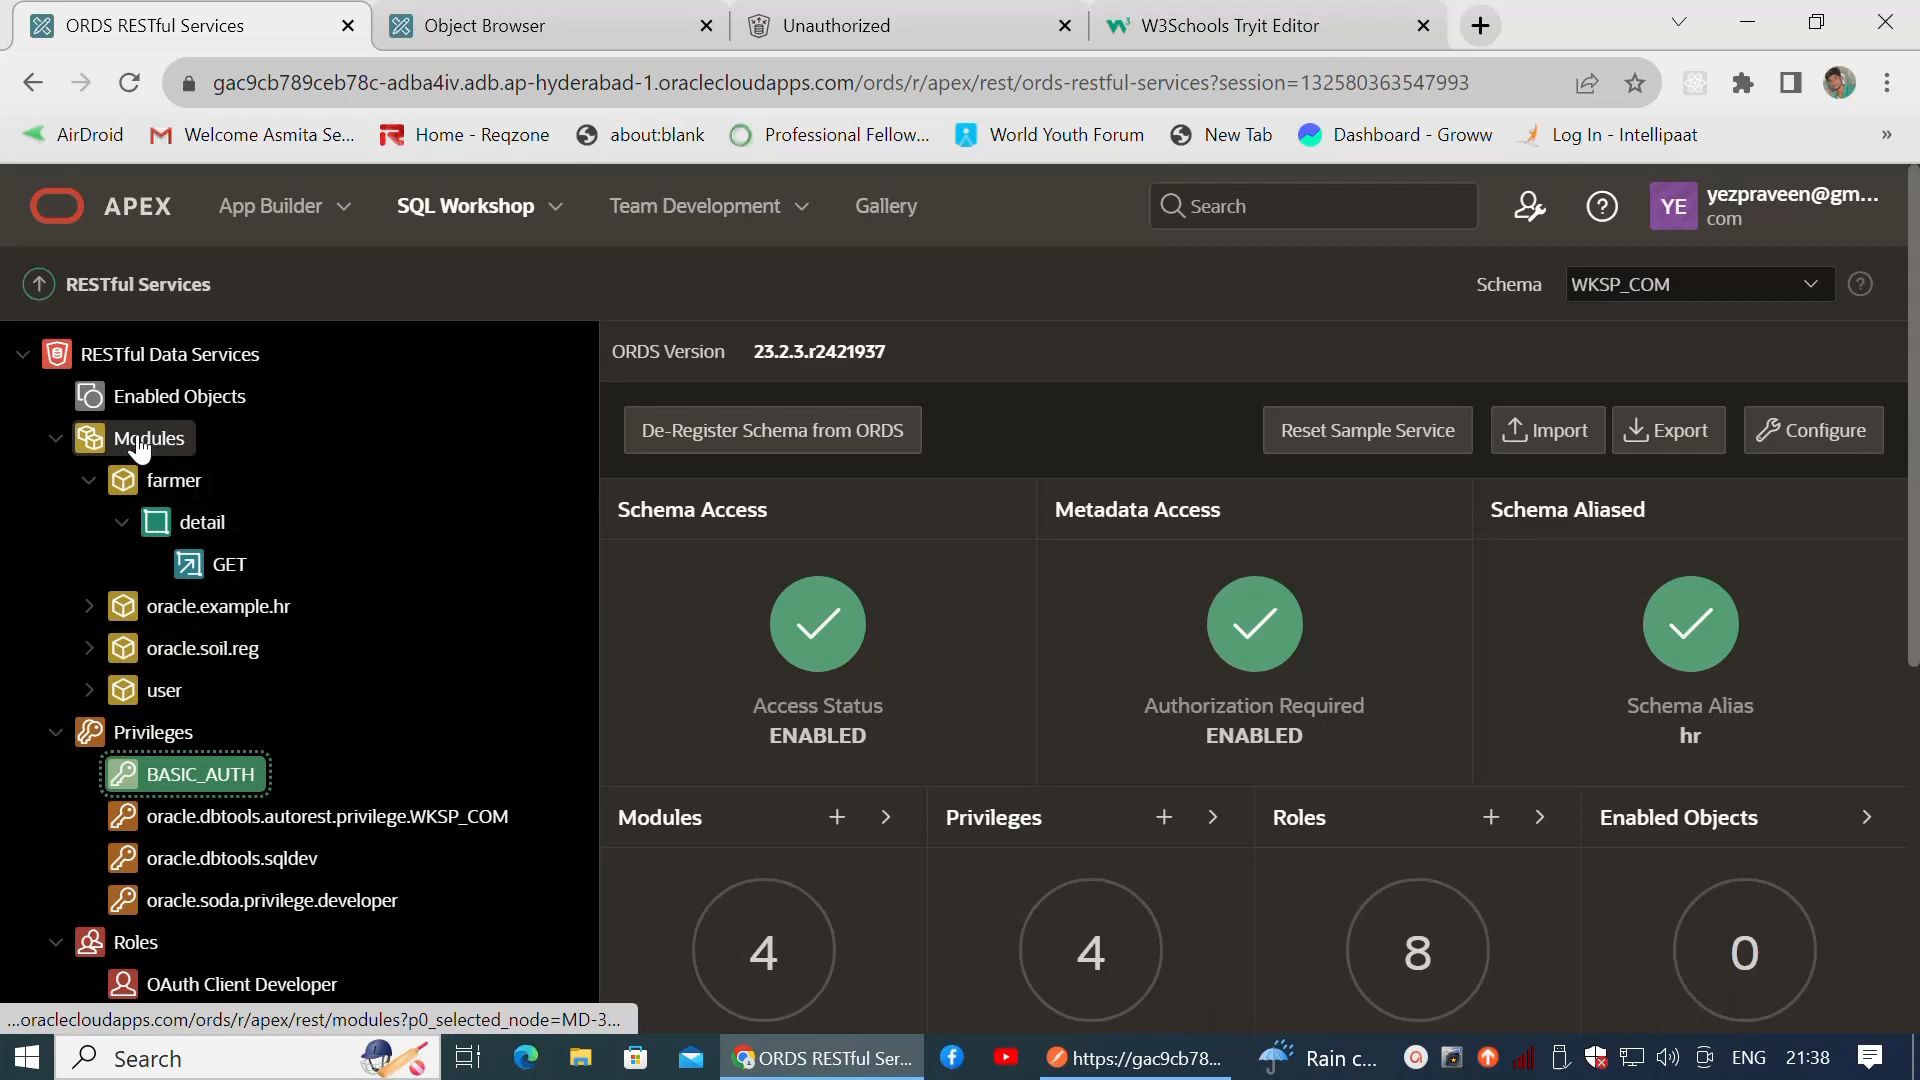 ORDS RESTful Services
Object Browser
Unauthorized
W3Schools Tryit Editor
gac9cb789ceb78c-adba4iv.adb.ap-hyderabad-1.oraclecloudapps.com/ords/r/apex/rest/ords-restful-services?session=132580363547993
AirDroid
Welcome Asmita Se...
Home - Reqzone
about:blank
Professional Fellow...
World Youth Forum
New Tab
Dashboard - Groww
Log In - Intellipaat
»
APEX
App Builder
SQL Workshop
Team Development
Gallery
Search
YE
yezpraveen@gm...
com
RESTful Services
Schema
WKSP_COM
RESTful Data Services
Enabled Objects
Modules
farmer
detail
GET
oracle.example.hr
oracle.soil.reg
user
Privileges
BASIC_AUTH
oracle.dbtools.autorest.privilege.WKSP_COM
oracle.dbtools.sqldev
oracle.soda.privilege.developer
Roles
OAuth Client Developer
ORDS Version 23.2.3.r2421937
De-Register Schema from ORDS
Reset Sample Service
Import
Export
Configure
Schema Access
Metadata Access
Schema Aliased
Access Status
ENABLED
Authorization Required
ENABLED
Schema Alias
hr
Modules
Privileges
Roles
Enabled Objects
4
4
8
0
...oraclecloudapps.com/ords/r/apex/rest/modules?p0_selected_node=MD-3...
Search
ORDS RESTful Ser...
https://gac9cb78...
Rain c...
ENG
21:38